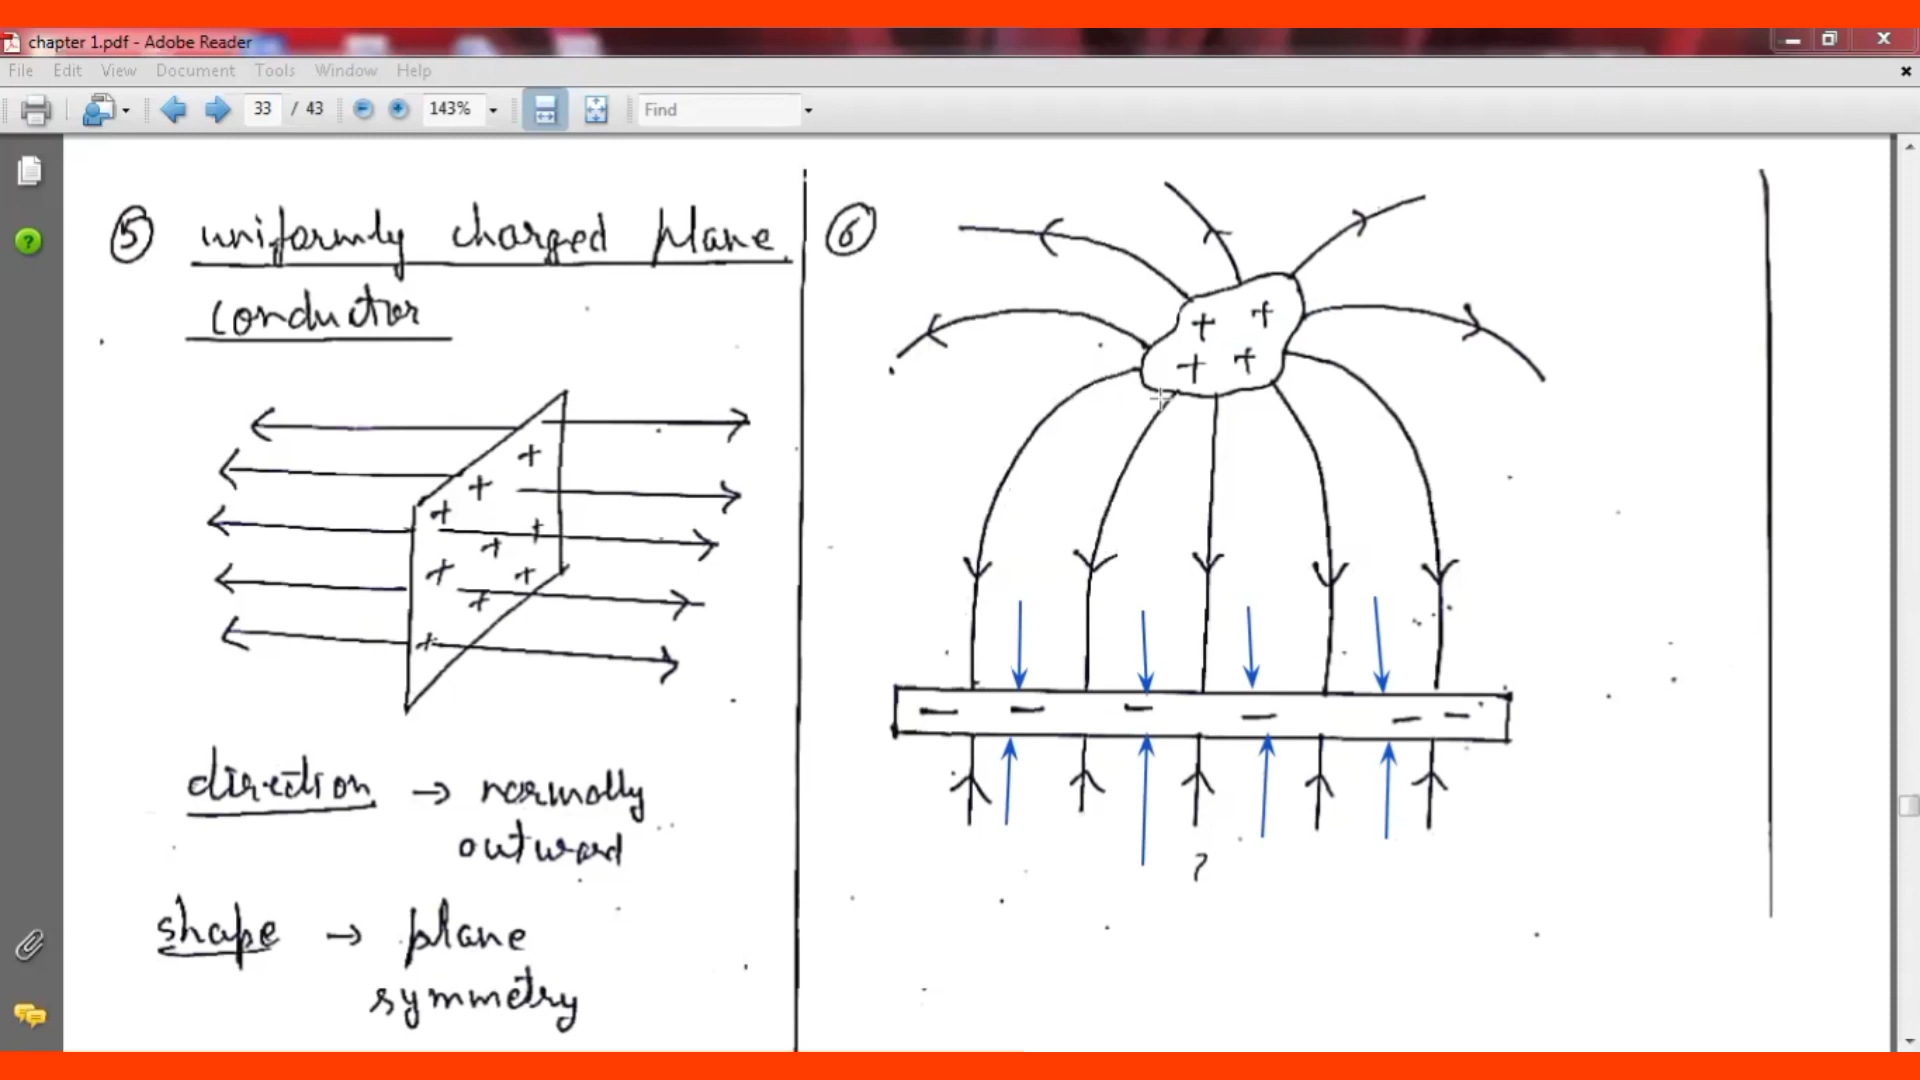 chapter 1.pdf - Adobe Reader
File Edit View Document Tools Window Help
33 / 43 143% Find
5 uniformly charged plane
conductor
+ + + + + + + + + +
direction → normally
outward
shape → plane
symmetry
6
+ +
+ +
— — — — — —
?